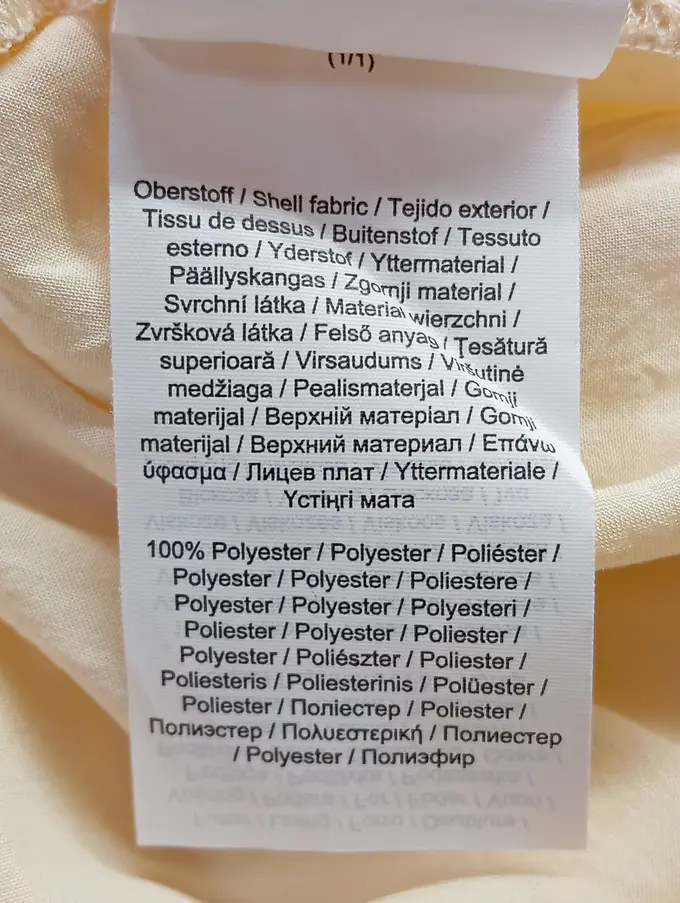 (1/1)
Oberstoff / Shell fabric / Tejido exterior /
Tissu de dessus / Buitenstof / Tessuto
esterno / Yderstof / Yttermaterial /
Päällyskangas / Zgornji material /
Svrchní látka / Materiał wierzchni /
Zvršková látka / Felső anyag / Țesătură
superioară / Virsaudums / Viršutinė
medžiaga / Pealismaterjal / Gornji
materijal / Верхній матеріал / Gornji
materijal / Верхний материал / Επάνω
ύφασμα / Лицев плат / Yttermateriale /
Үстіңгі мата
100% Polyester / Polyester / Poliéster /
Polyester / Polyester / Poliestere /
Polyester / Polyester / Polyesteri /
Poliester / Polyester / Poliester /
Polyester / Poliészter / Poliester /
Poliesteris / Poliesterinis / Polüester /
Poliester / Поліестер / Poliester /
Полиэстер / Πολυεστερική / Полиестер
/ Polyester / Полиэфир